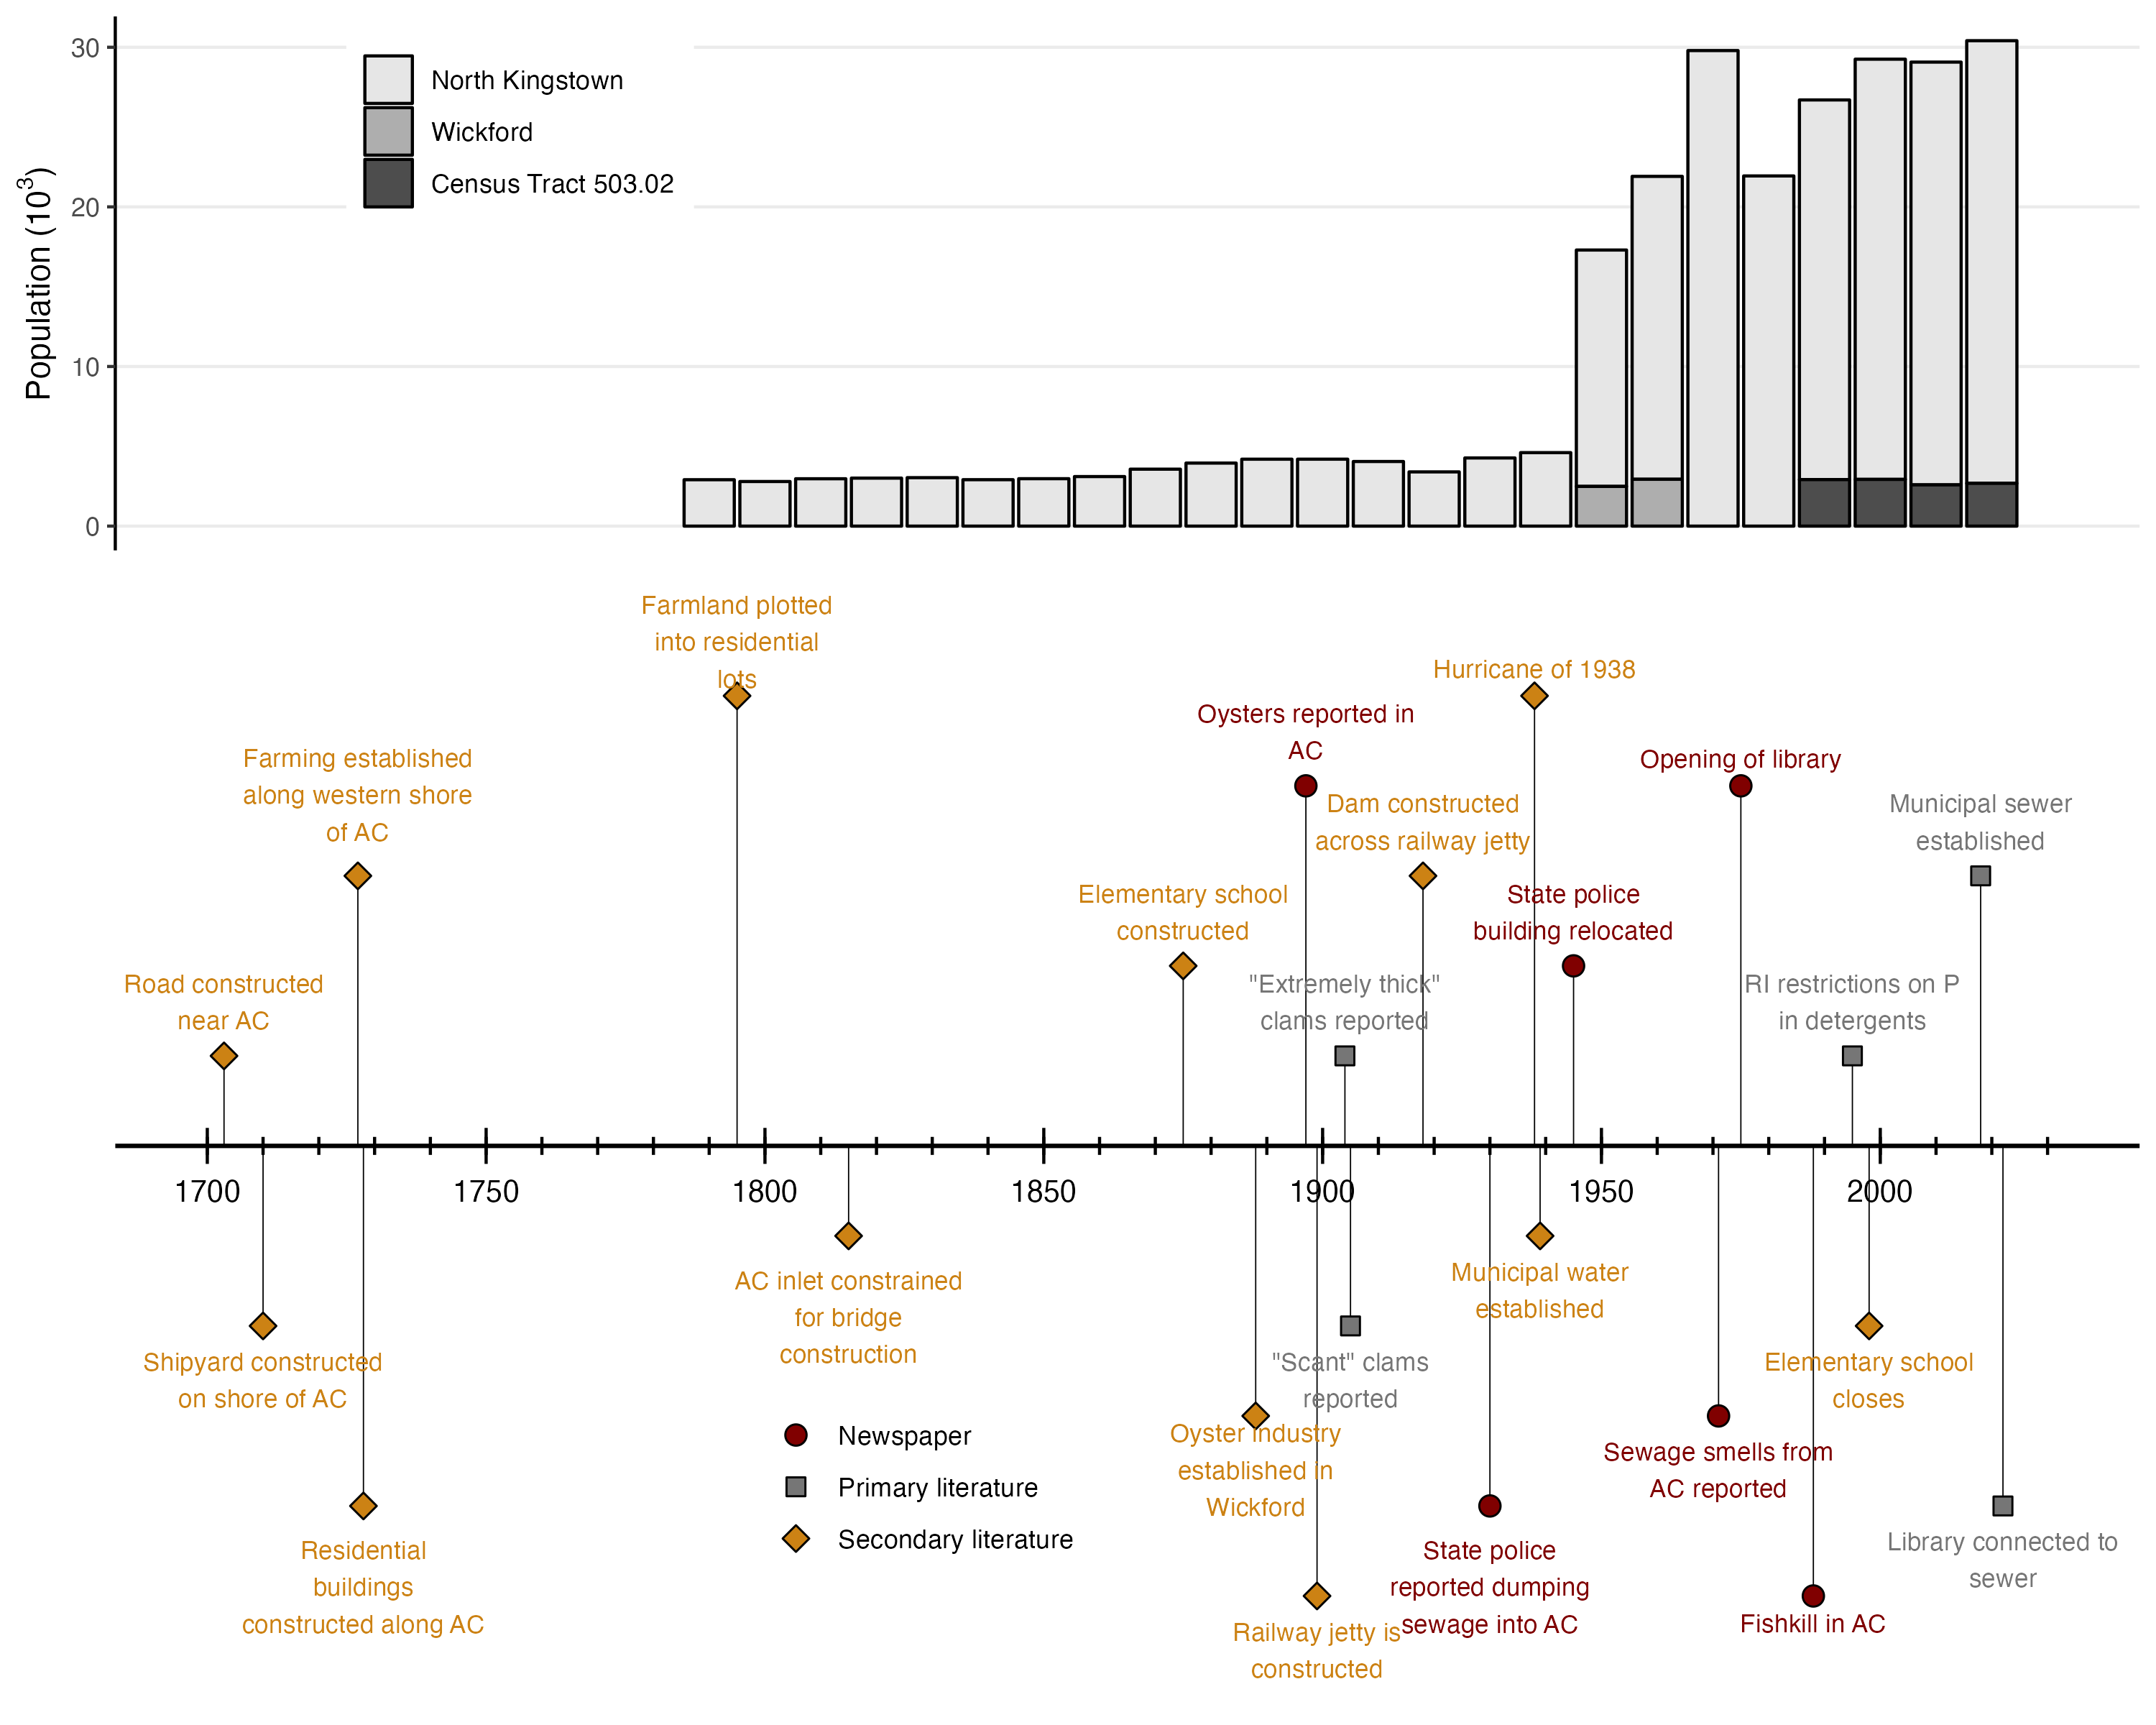 30
20
10
0
Population (10³)
North Kingstown
Wickford
Census Tract 503.02
Farmland plotted
into residential
lots
Hurricane of 1938
Oysters reported in
AC
Farming established
along western shore
of AC
Opening of library
Dam constructed
across railway jetty
Municipal sewer
established
Elementary school
constructed
State police
building relocated
Road constructed
near AC
"Extremely thick"
clams reported
RI restrictions on P
in detergents
1700
1750
1800
1850
1900
1950
2000
AC inlet constrained
for bridge
construction
Municipal water
established
Shipyard constructed
on shore of AC
"Scant" clams
reported
Elementary school
closes
Oyster industry
established in
Wickford
Sewage smells from
AC reported
Newspaper
Primary literature
Secondary literature
Residential
buildings
constructed along AC
State police
reported dumping
sewage into AC
Library connected to
sewer
Railway jetty is
constructed
Fishkill in AC